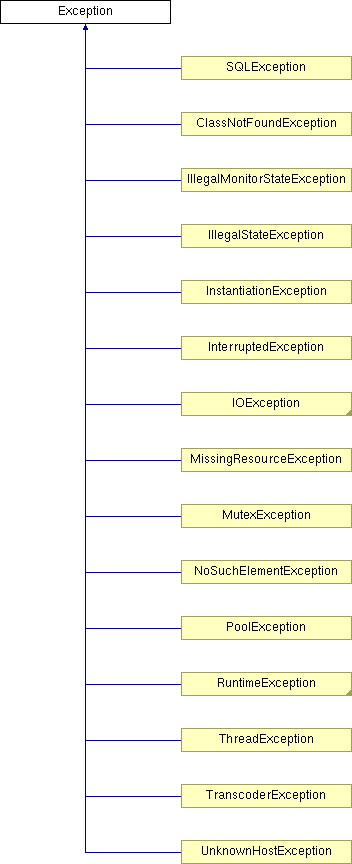 Exception
SQLException
ClassNotFoundException
IllegalMonitorStateException
IllegalStateException
InstantiationException
InterruptedException
IOException
MissingResourceException
MutexException
NoSuchElementException
PoolException
RuntimeException
ThreadException
TranscoderException
UnknownHostException